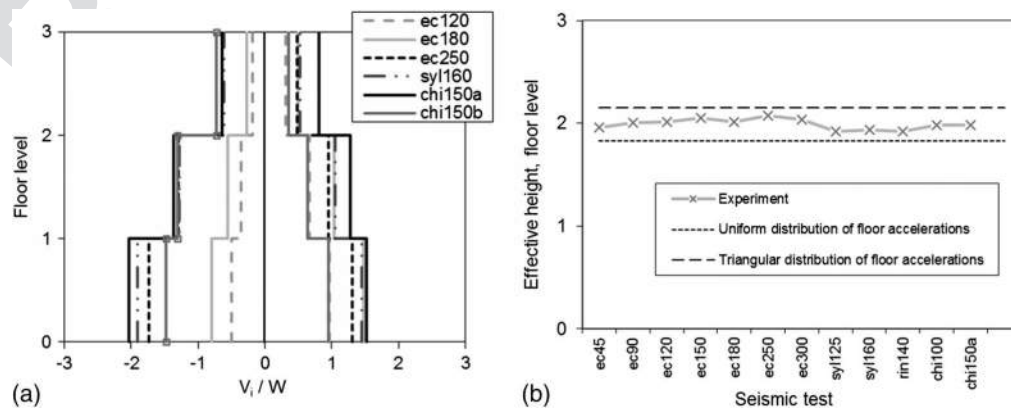 3
2
1
0
Floor level
-3
-2
-1
0
1
2
3
Vi / W
ec120
ec180
ec250
syl160
chi150a
chi150b
(a)
3
2
1
0
Effective height, floor level
Experiment
Uniform distribution of floor accelerations
Triangular distribution of floor accelerations
ec45
ec90
ec120
ec150
ec180
ec250
ec300
syl125
syl160
rin140
chi100
chi150a
Seismic test
(b)